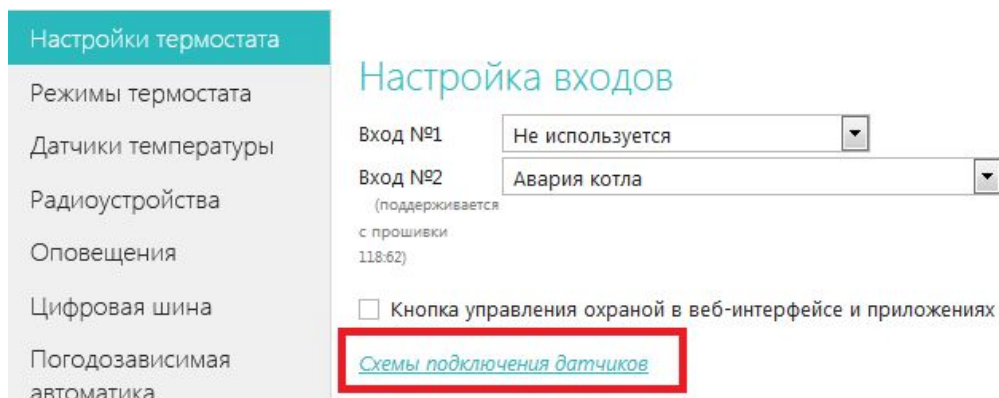 Настройки термостата
Режимы термостата
Датчики температуры
Радиоустройства
Оповещения
Цифровая шина
Погодозависимая
автоматика
Настройка входов
Вход №1 Не используется
Вход №2 Авария котла
(поддерживается
с прошивки
118:62)
Кнопка управления охраной в веб-интерфейсе и приложениях
Схемы подключения датчиков